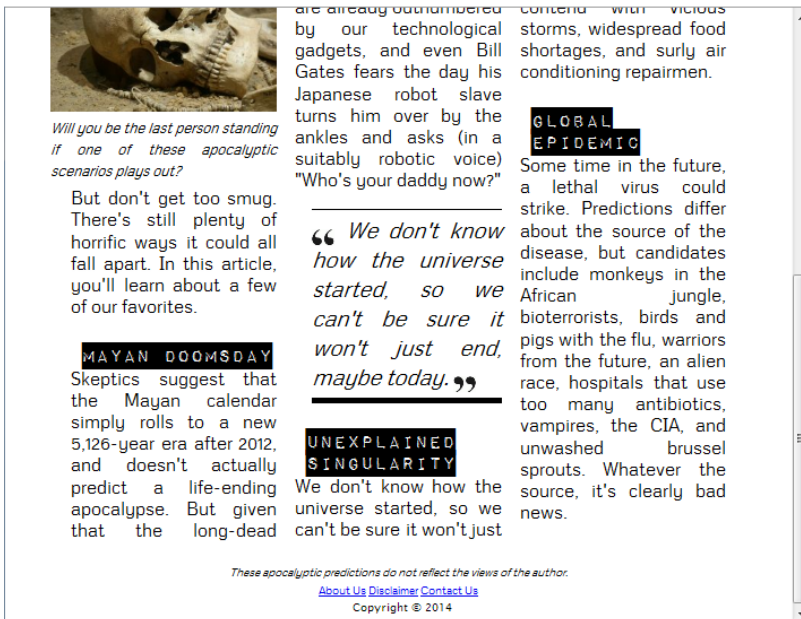 Will you be the last person standing
if one of these apocalyptic
scenarios plays out?
But don't get too smug.
There's still plenty of
horrific ways it could all
fall apart. In this article,
you'll learn about a few
of our favorites.
MAYAN DOOMSDAY
Skeptics suggest that
the Mayan calendar
simply rolls to a new
5,126-year era after 2012,
and doesn't actually
predict a life-ending
apocalypse. But given
that the long-dead
are already outnumbered
by our technological
gadgets, and even Bill
Gates fears the day his
Japanese robot slave
turns him over by the
ankles and asks (in a
suitably robotic voice)
"Who's your daddy now?"
“ We don't know
how the universe
started, so we
can't be sure it
won't just end,
maybe today. ”
UNEXPLAINED
SINGULARITY
We don't know how the
universe started, so we
can't be sure it won't just
contend with vicious
storms, widespread food
shortages, and surly air
conditioning repairmen.
GLOBAL
EPIDEMIC
Some time in the future,
a lethal virus could
strike. Predictions differ
about the source of the
disease, but candidates
include monkeys in the
African jungle,
bioterrorists, birds and
pigs with the flu, warriors
from the future, an alien
race, hospitals that use
too many antibiotics,
vampires, the CIA, and
unwashed brussel
sprouts. Whatever the
source, it's clearly bad
news.
These apocalyptic predictions do not reflect the views of the author.
About Us Disclaimer Contact Us
Copyright © 2014